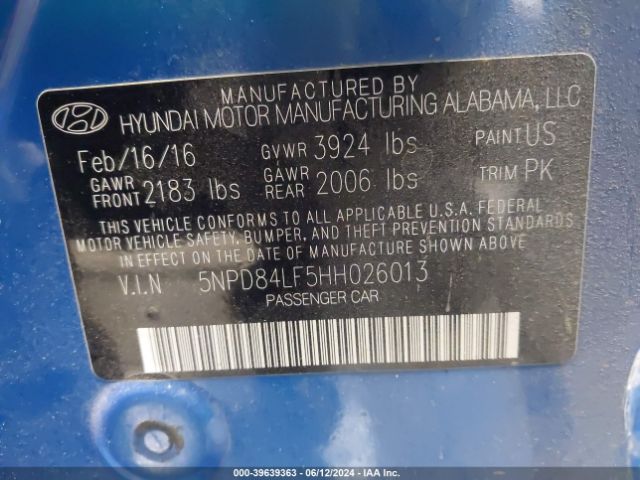 MANUFACTURED BY
HYUNDAI MOTOR MANUFACTURING ALABAMA, LLC
Feb/16/16 GVWR 3924 lbs PAINT US
GAWR FRONT 2183 lbs GAWR REAR 2006 lbs TRIM PK
THIS VEHICLE CONFORMS TO ALL APPLICABLE U.S.A. FEDERAL
MOTOR VEHICLE SAFETY, BUMPER, AND THEFT PREVENTION STANDARDS
IN EFFECT ON THE DATE OF MANUFACTURE SHOWN ABOVE.
V.I.N 5NPD84LF5HH026013
PASSENGER CAR
000-39639363 - 06/12/2024 - IAA Inc.